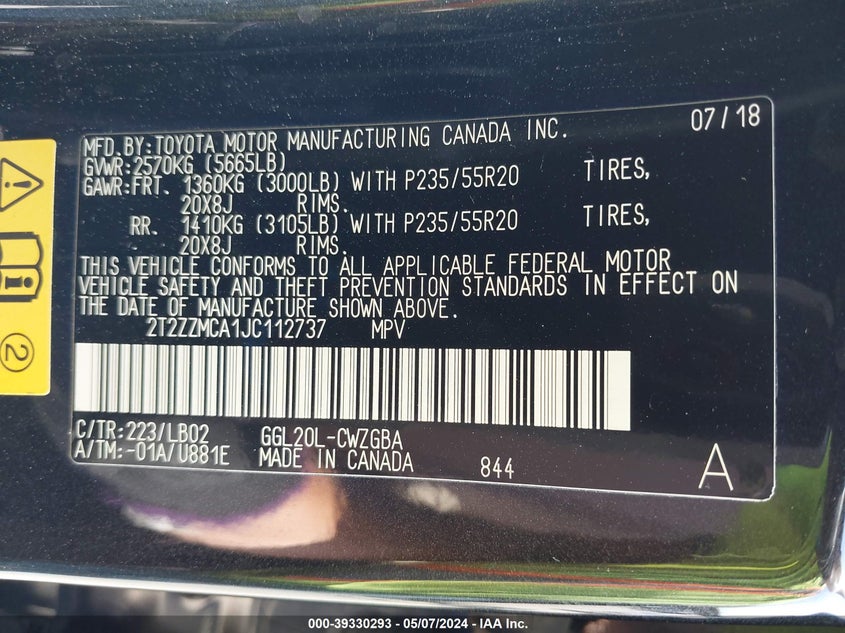 07/18
MFD.BY:TOYOTA MOTOR MANUFACTURING CANADA INC.
GVWR:2570KG (5665LB)
GAWR:FRT. 1360KG (3000LB) WITH P235/55R20 TIRES,
20X8J RIMS.
RR. 1410KG (3105LB) WITH P235/55R20 TIRES,
20X8J RIMS.
THIS VEHICLE CONFORMS TO ALL APPLICABLE FEDERAL MOTOR
VEHICLE SAFETY AND THEFT PREVENTION STANDARDS IN EFFECT ON
THE DATE OF MANUFACTURE SHOWN ABOVE.
2T2ZZMCA1JC112737 MPV
C/TR:223/LB02 GGL20L-CWZGBA
A/TM:-01A/U881E MADE IN CANADA 844 A
2
000-39330293 - 05/07/2024 - IAA Inc.